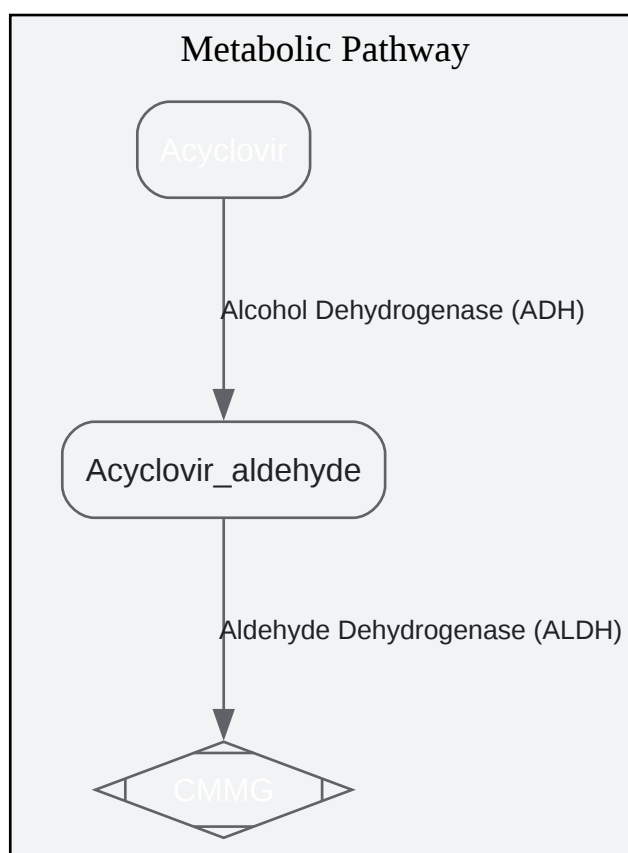 Metabolic Pathway
Acyclovir
Alcohol Dehydrogenase (ADH)
Acyclovir_aldehyde
Aldehyde Dehydrogenase (ALDH)
CMMG